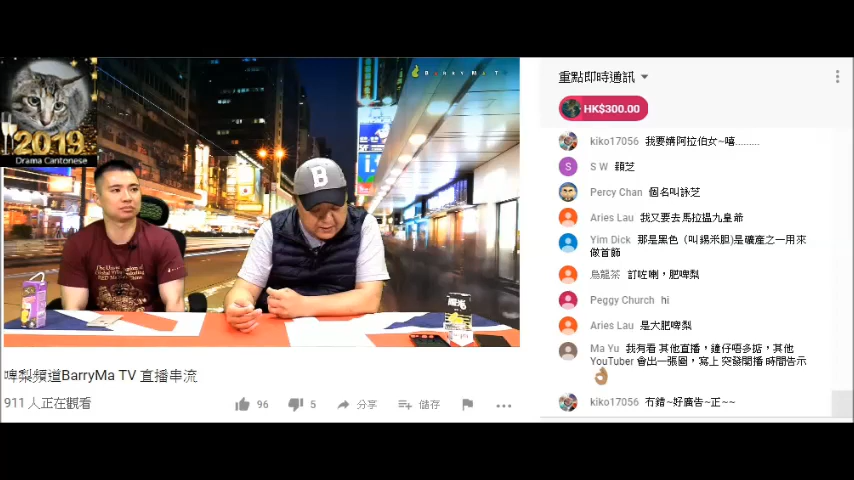 BarryMaT
2019
Drama Cantonese
B
重點即時通訊
HK$300.00
kiko17056 我要媾阿拉伯女~嘻.........
S W 賴芝
Percy Chan 個名叫詠芝
Aries Lau 我又要去馬拉搵九皇爺
Yim Dick 那是黑色（叫錫米胆)是礦產之一用來
做首飾
烏龍茶 訂咗喇，肥啤梨
Peggy Church hi
Aries Lau 是大肥啤梨
Ma Yu 我有看 其他直播，鐘仔唔多掂，其他
YouTuber 會出一張圖，寫上 突發開播 時間告示
kiko17056 冇錯~好廣告~正~~
啤梨頻道BarryMa TV 直播串流
911 人正在觀看
96
5
分享
儲存